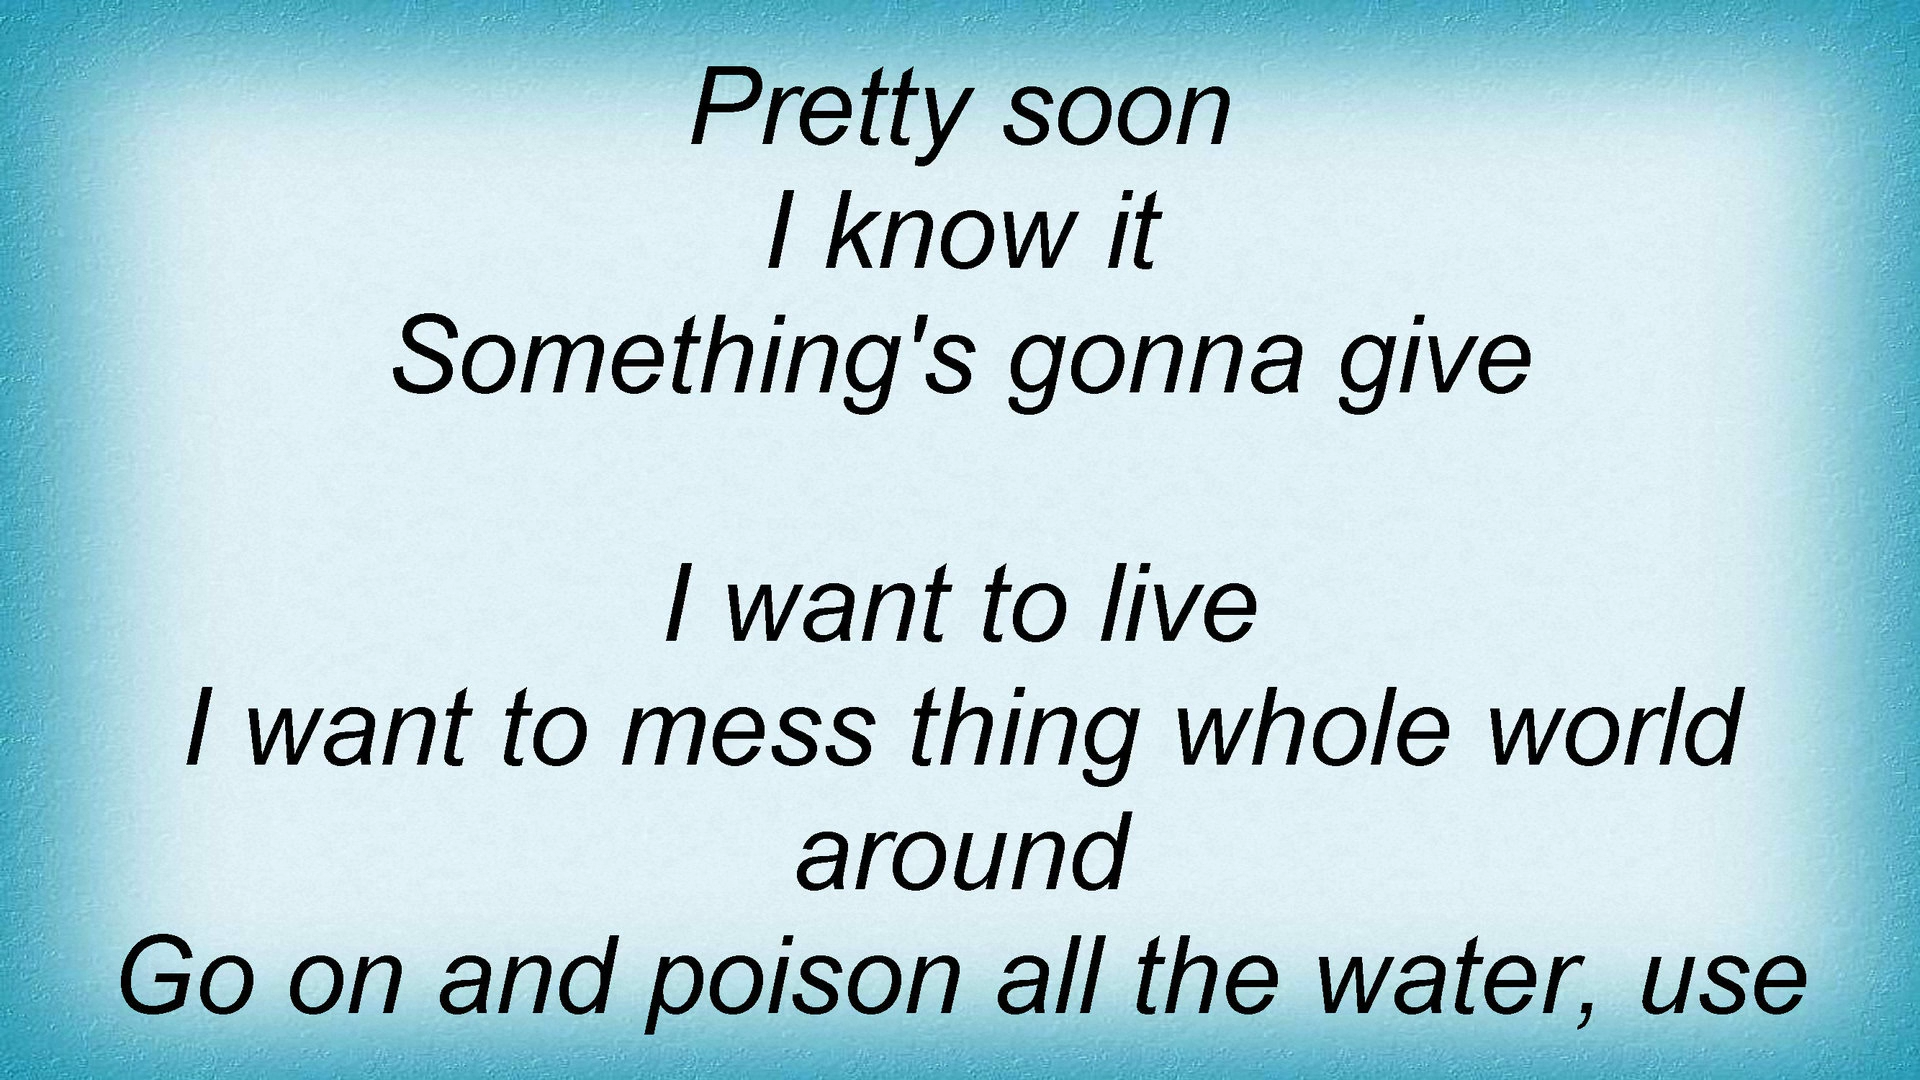 Pretty soon
I know it
Something's gonna give
I want to live
I want to mess thing whole world
around
Go on and poison all the water, use